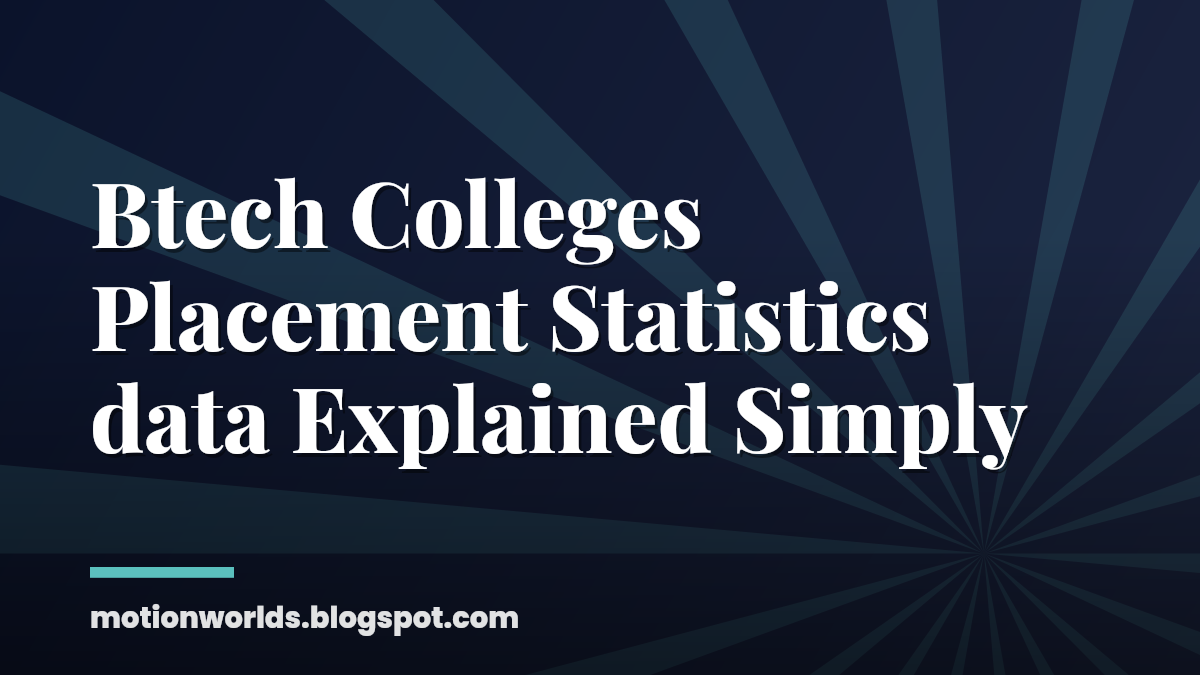 Btech Colleges
Placement Statistics
data Explained Simply
motionworlds.blogspot.com